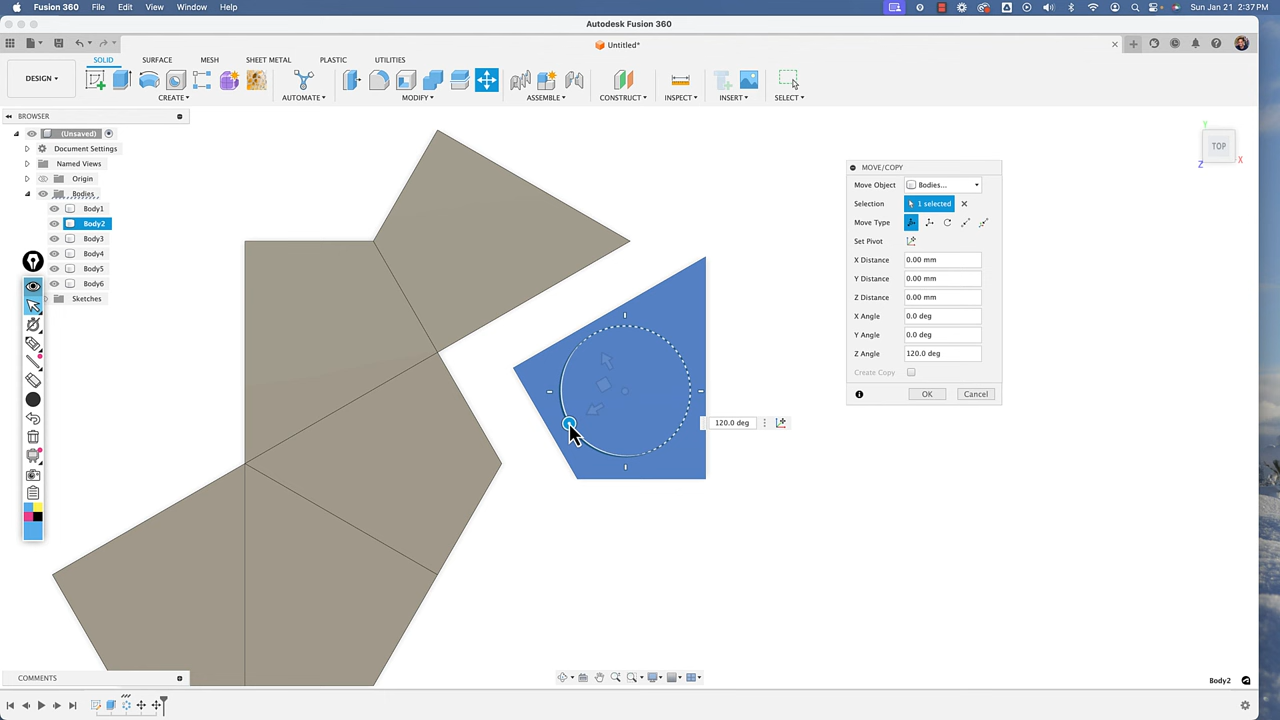 Fusion 360 File Edit View Window Help Sun Jan 21 2:37 PM
Autodesk Fusion 360
Untitled*
SOLID SURFACE MESH SHEET METAL PLASTIC UTILITIES
DESIGN
CREATE AUTOMATE MODIFY ASSEMBLE CONSTRUCT INSPECT INSERT SELECT
BROWSER
(Unsaved)
Document Settings
Named Views
Origin
Bodies
Body1
Body2
Body3
Body4
Body5
Body6
Sketches
TOP
Y
Z
X
MOVE/COPY
Move Object Bodies...
Selection 1 selected
Move Type
Set Pivot
X Distance 0.00 mm
Y Distance 0.00 mm
Z Distance 0.00 mm
X Angle 0.0 deg
Y Angle 0.0 deg
Z Angle 120.0 deg
Create Copy
OK Cancel
120.0 deg
COMMENTS
Body2